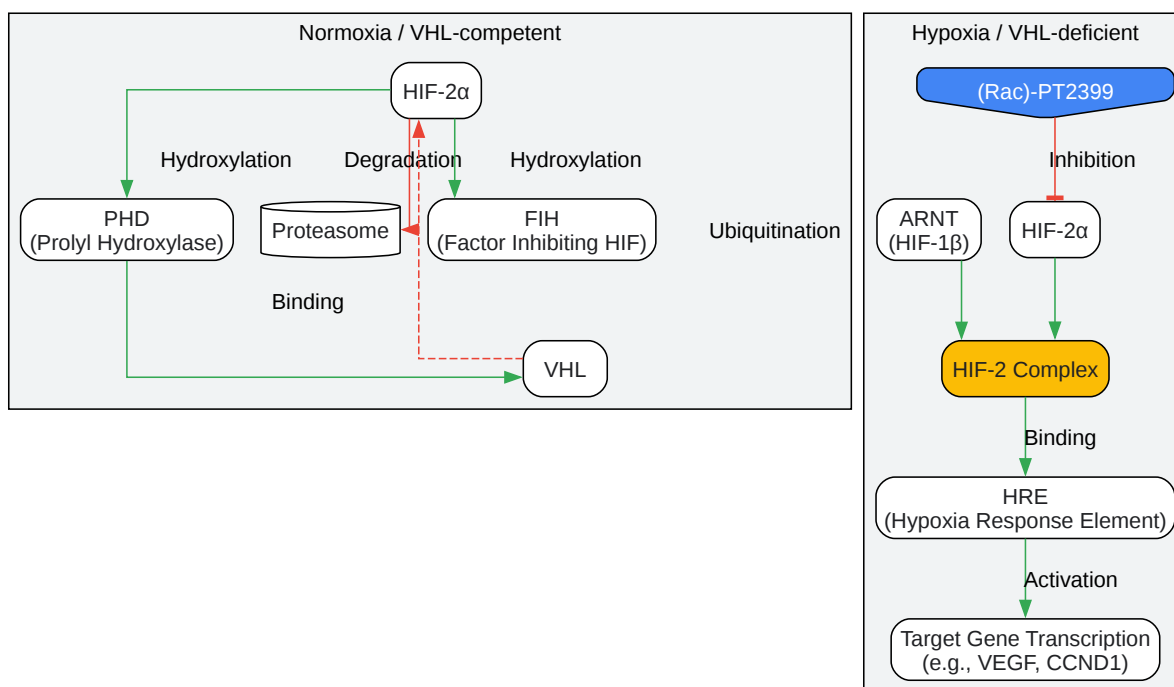 Normoxia / VHL-competent
HIF-2α
Hydroxylation
Degradation
Hydroxylation
PHD
(Prolyl Hydroxylase)
Proteasome
FIH
(Factor Inhibiting HIF)
Ubiquitination
Binding
VHL
Hypoxia / VHL-deficient
(Rac)-PT2399
Inhibition
ARNT
(HIF-1β)
HIF-2α
HIF-2 Complex
Binding
HRE
(Hypoxia Response Element)
Activation
Target Gene Transcription
(e.g., VEGF, CCND1)